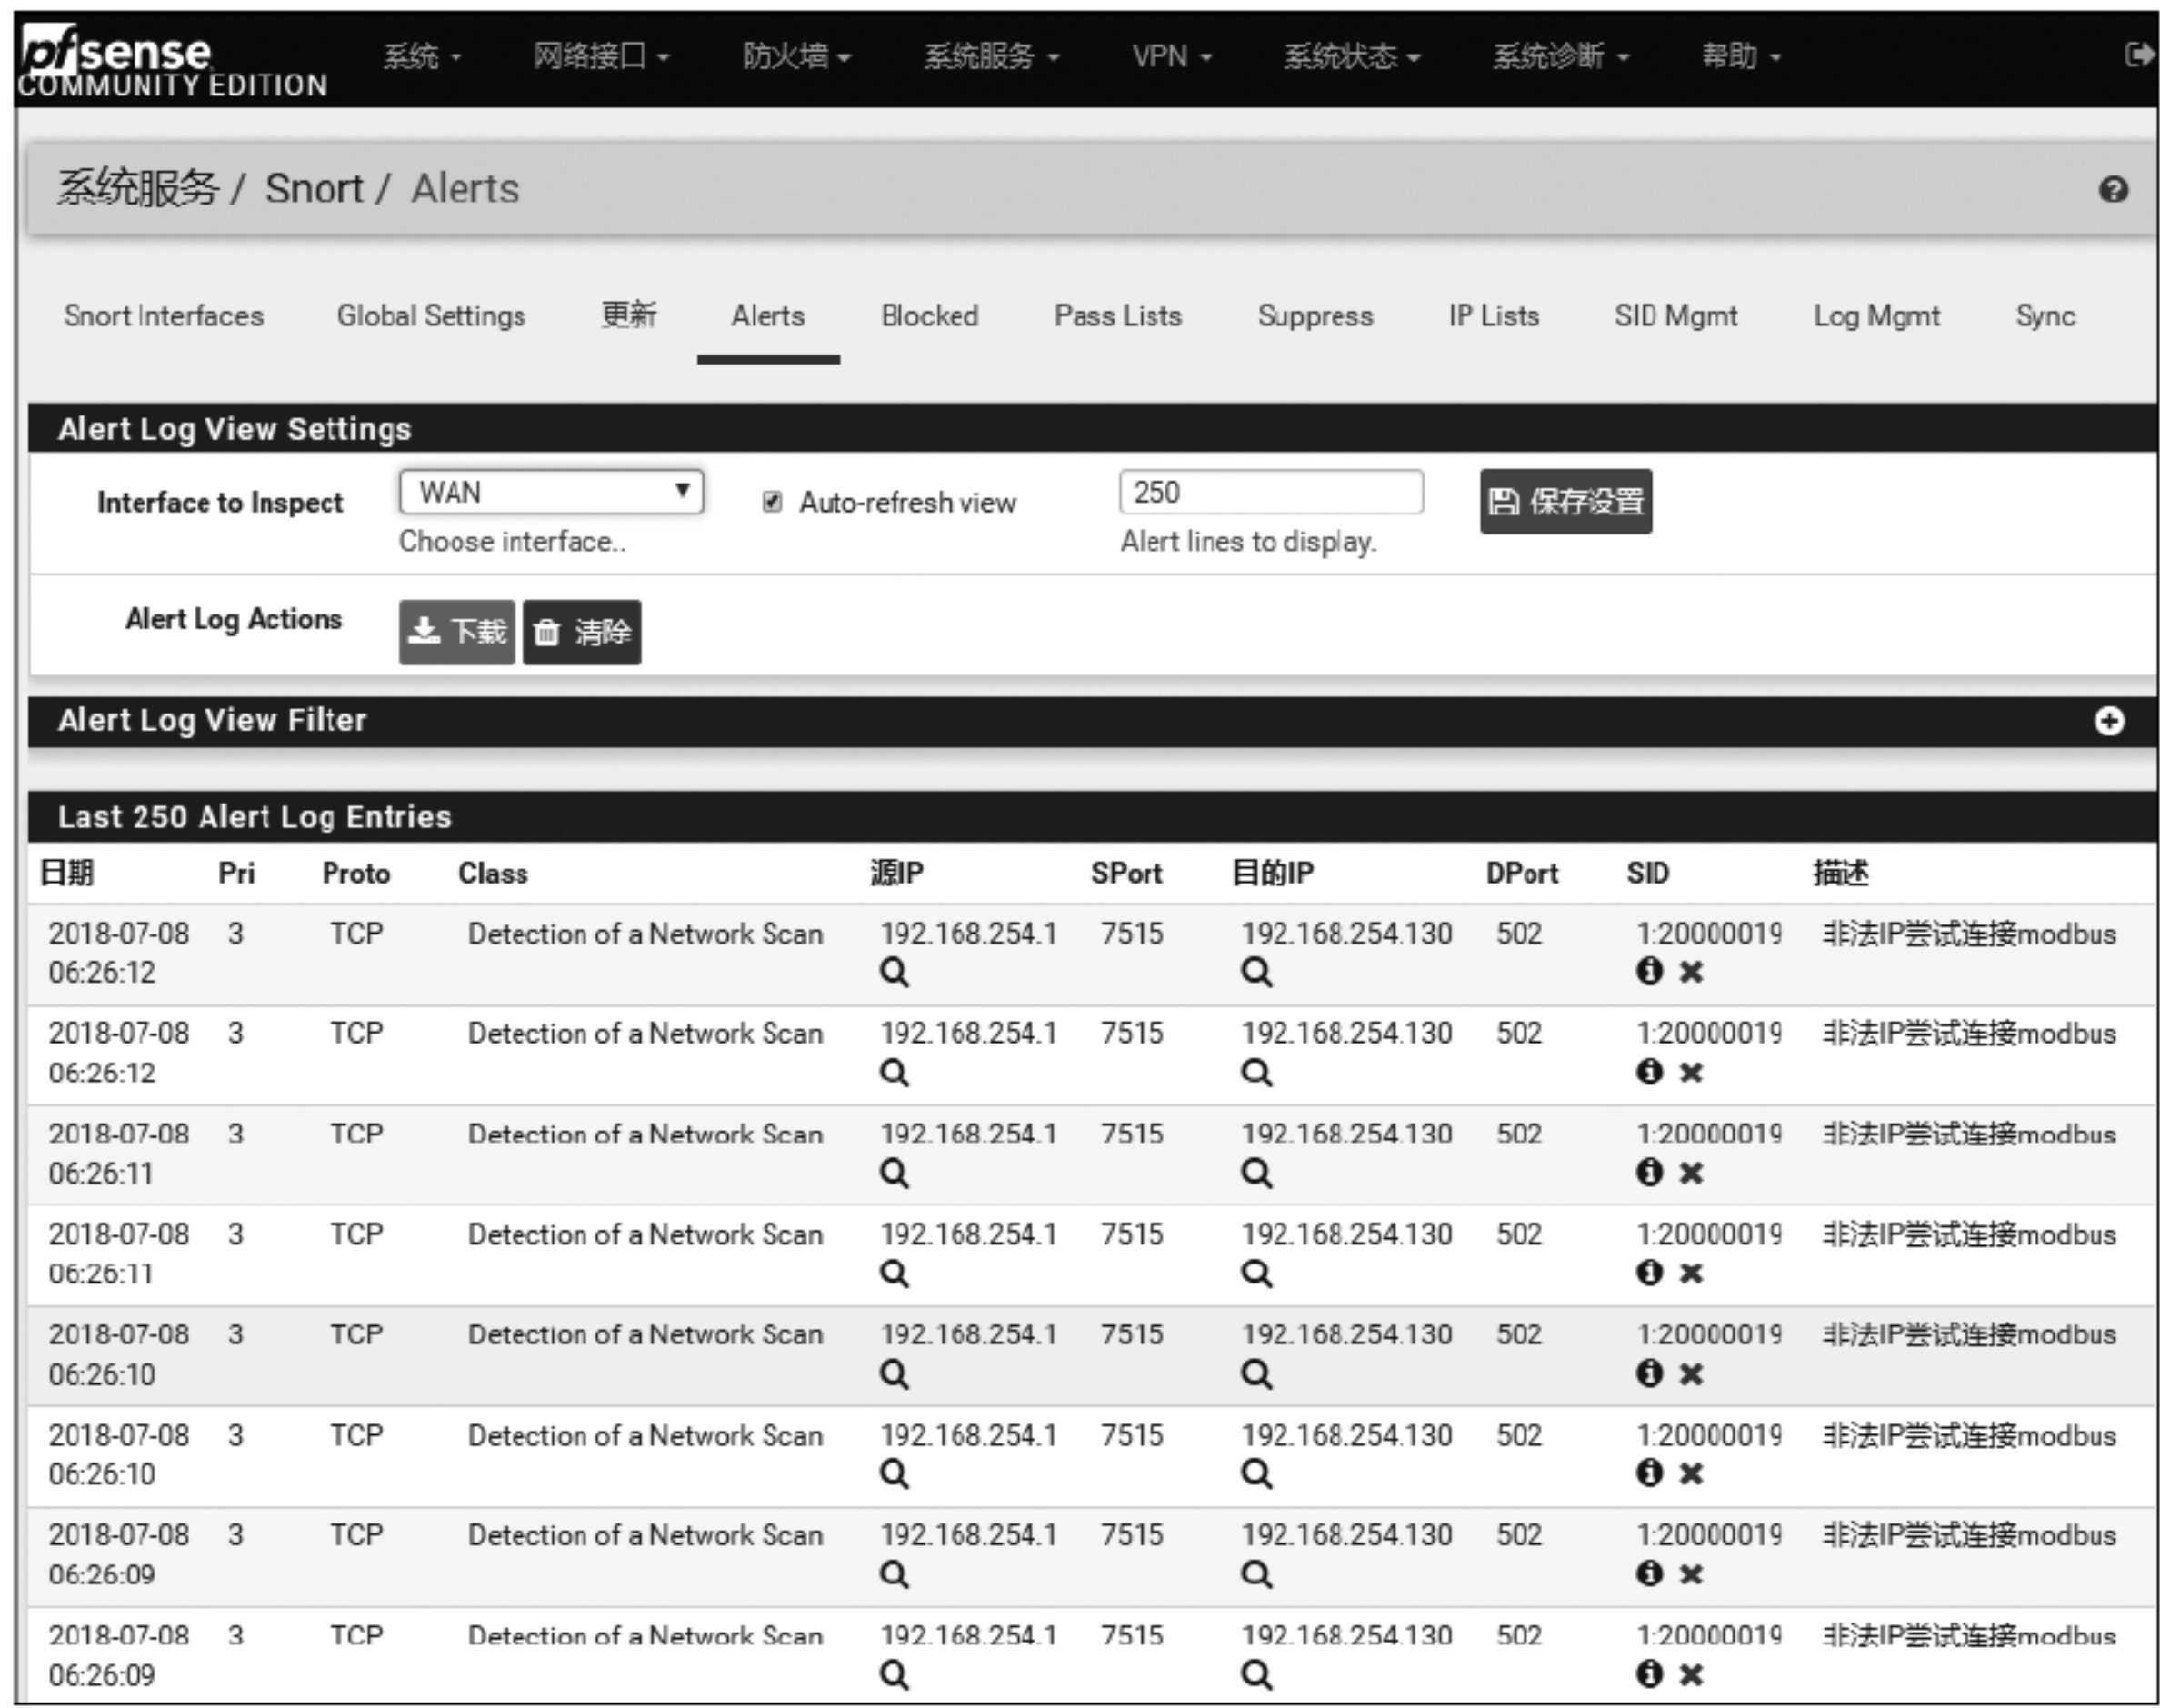 pfsense
COMMUNITY EDITION
系统 网络接口 防火墙 系统服务 VPN 系统状态 系统诊断 帮助
系统服务 / Snort / Alerts
Snort Interfaces Global Settings 更新 Alerts Blocked Pass Lists Suppress IP Lists SID Mgmt Log Mgmt Sync
Alert Log View Settings
Interface to Inspect WAN Auto-refresh view 250 保存设置
Choose interface.. Alert lines to display.
Alert Log Actions 下载 清除
Alert Log View Filter
Last 250 Alert Log Entries
日期 Pri Proto Class 源IP SPort 目的IP DPort SID 描述
2018-07-08 3 TCP Detection of a Network Scan 192.168.254.1 7515 192.168.254.130 502 1:20000019 非法IP尝试连接modbus
06:26:12
2018-07-08 3 TCP Detection of a Network Scan 192.168.254.1 7515 192.168.254.130 502 1:20000019 非法IP尝试连接modbus
06:26:12
2018-07-08 3 TCP Detection of a Network Scan 192.168.254.1 7515 192.168.254.130 502 1:20000019 非法IP尝试连接modbus
06:26:11
2018-07-08 3 TCP Detection of a Network Scan 192.168.254.1 7515 192.168.254.130 502 1:20000019 非法IP尝试连接modbus
06:26:11
2018-07-08 3 TCP Detection of a Network Scan 192.168.254.1 7515 192.168.254.130 502 1:20000019 非法IP尝试连接modbus
06:26:10
2018-07-08 3 TCP Detection of a Network Scan 192.168.254.1 7515 192.168.254.130 502 1:20000019 非法IP尝试连接modbus
06:26:10
2018-07-08 3 TCP Detection of a Network Scan 192.168.254.1 7515 192.168.254.130 502 1:20000019 非法IP尝试连接modbus
06:26:09
2018-07-08 3 TCP Detection of a Network Scan 192.168.254.1 7515 192.168.254.130 502 1:20000019 非法IP尝试连接modbus
06:26:09